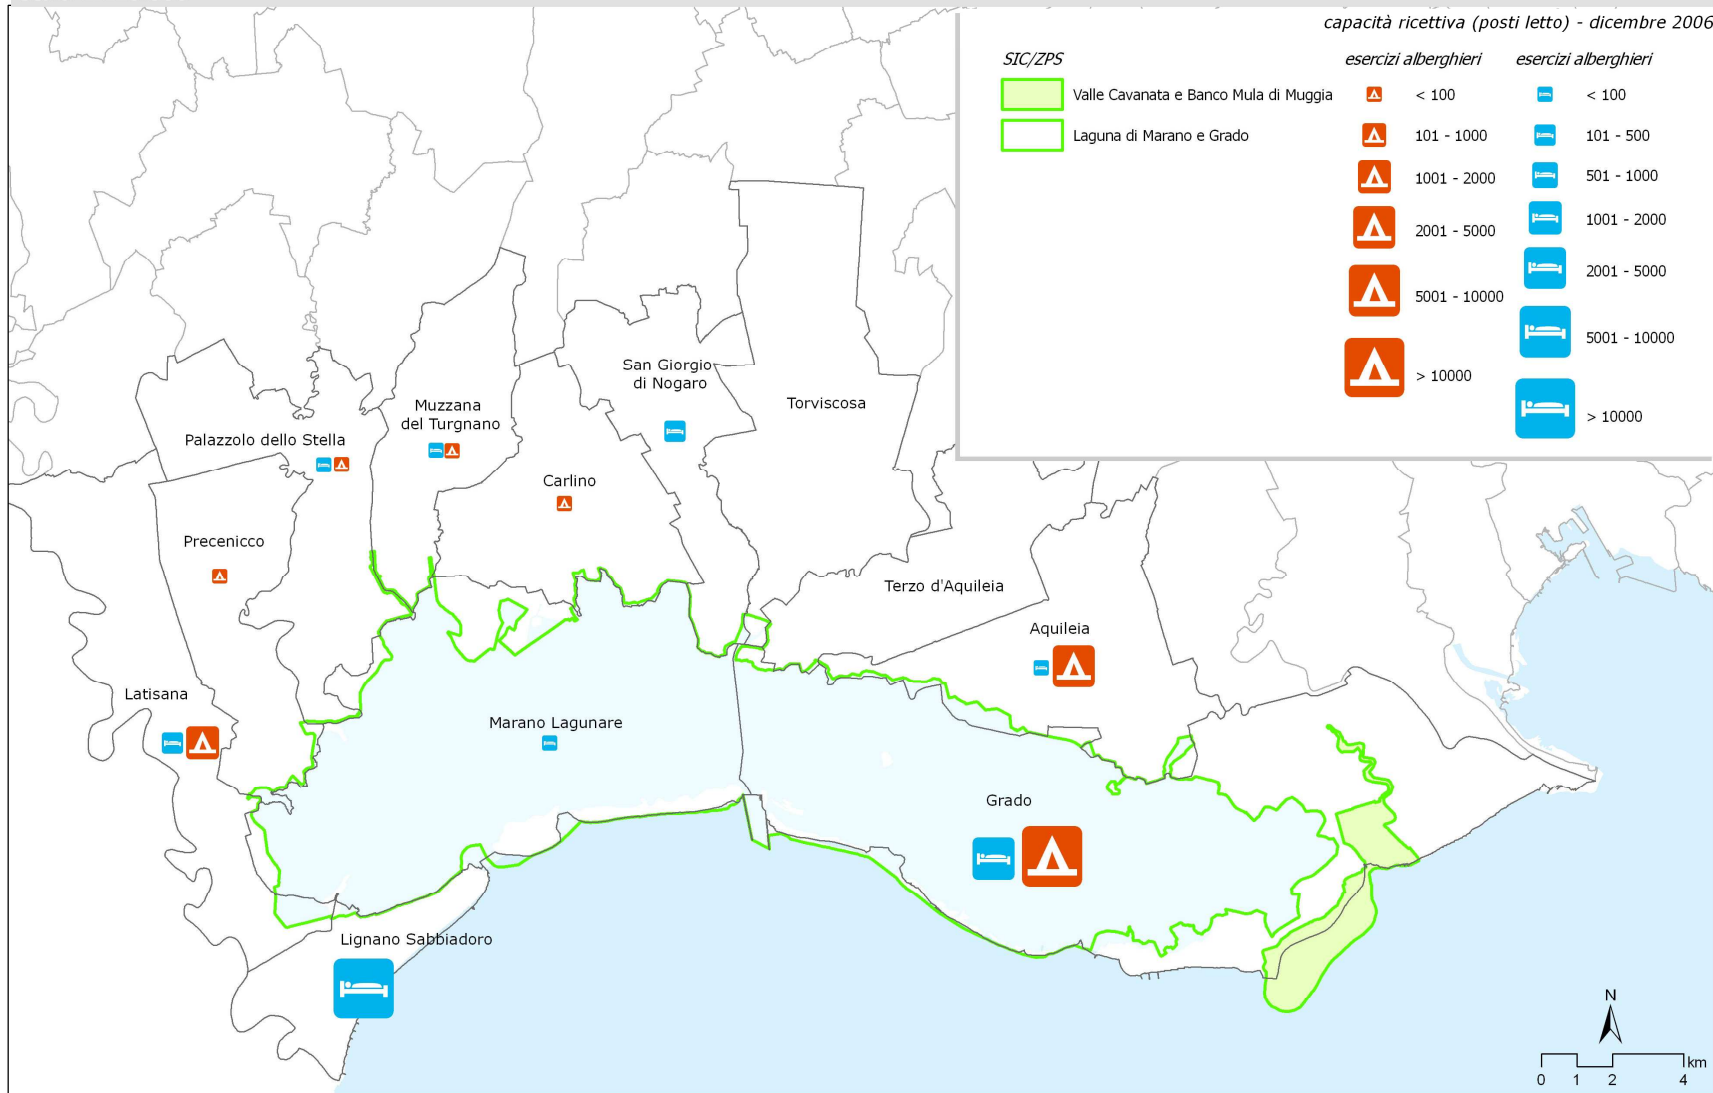 capacità ricettiva (posti letto) - dicembre 2006
SIC/ZPS
Valle Cavanata e Banco Mula di Muggia
Laguna di Marano e Grado
esercizi alberghieri
< 100
101 - 1000
1001 - 2000
2001 - 5000
5001 - 10000
> 10000
esercizi alberghieri
< 100
101 - 500
501 - 1000
1001 - 2000
2001 - 5000
5001 - 10000
> 10000
San Giorgio
di Nogaro
Torviscosa
Muzzana
del Turgnano
Palazzolo dello Stella
Carlino
Precenicco
Terzo d'Aquileia
Aquileia
Latisana
Marano Lagunare
Grado
Lignano Sabbiadoro
N
km
0 1 2 4